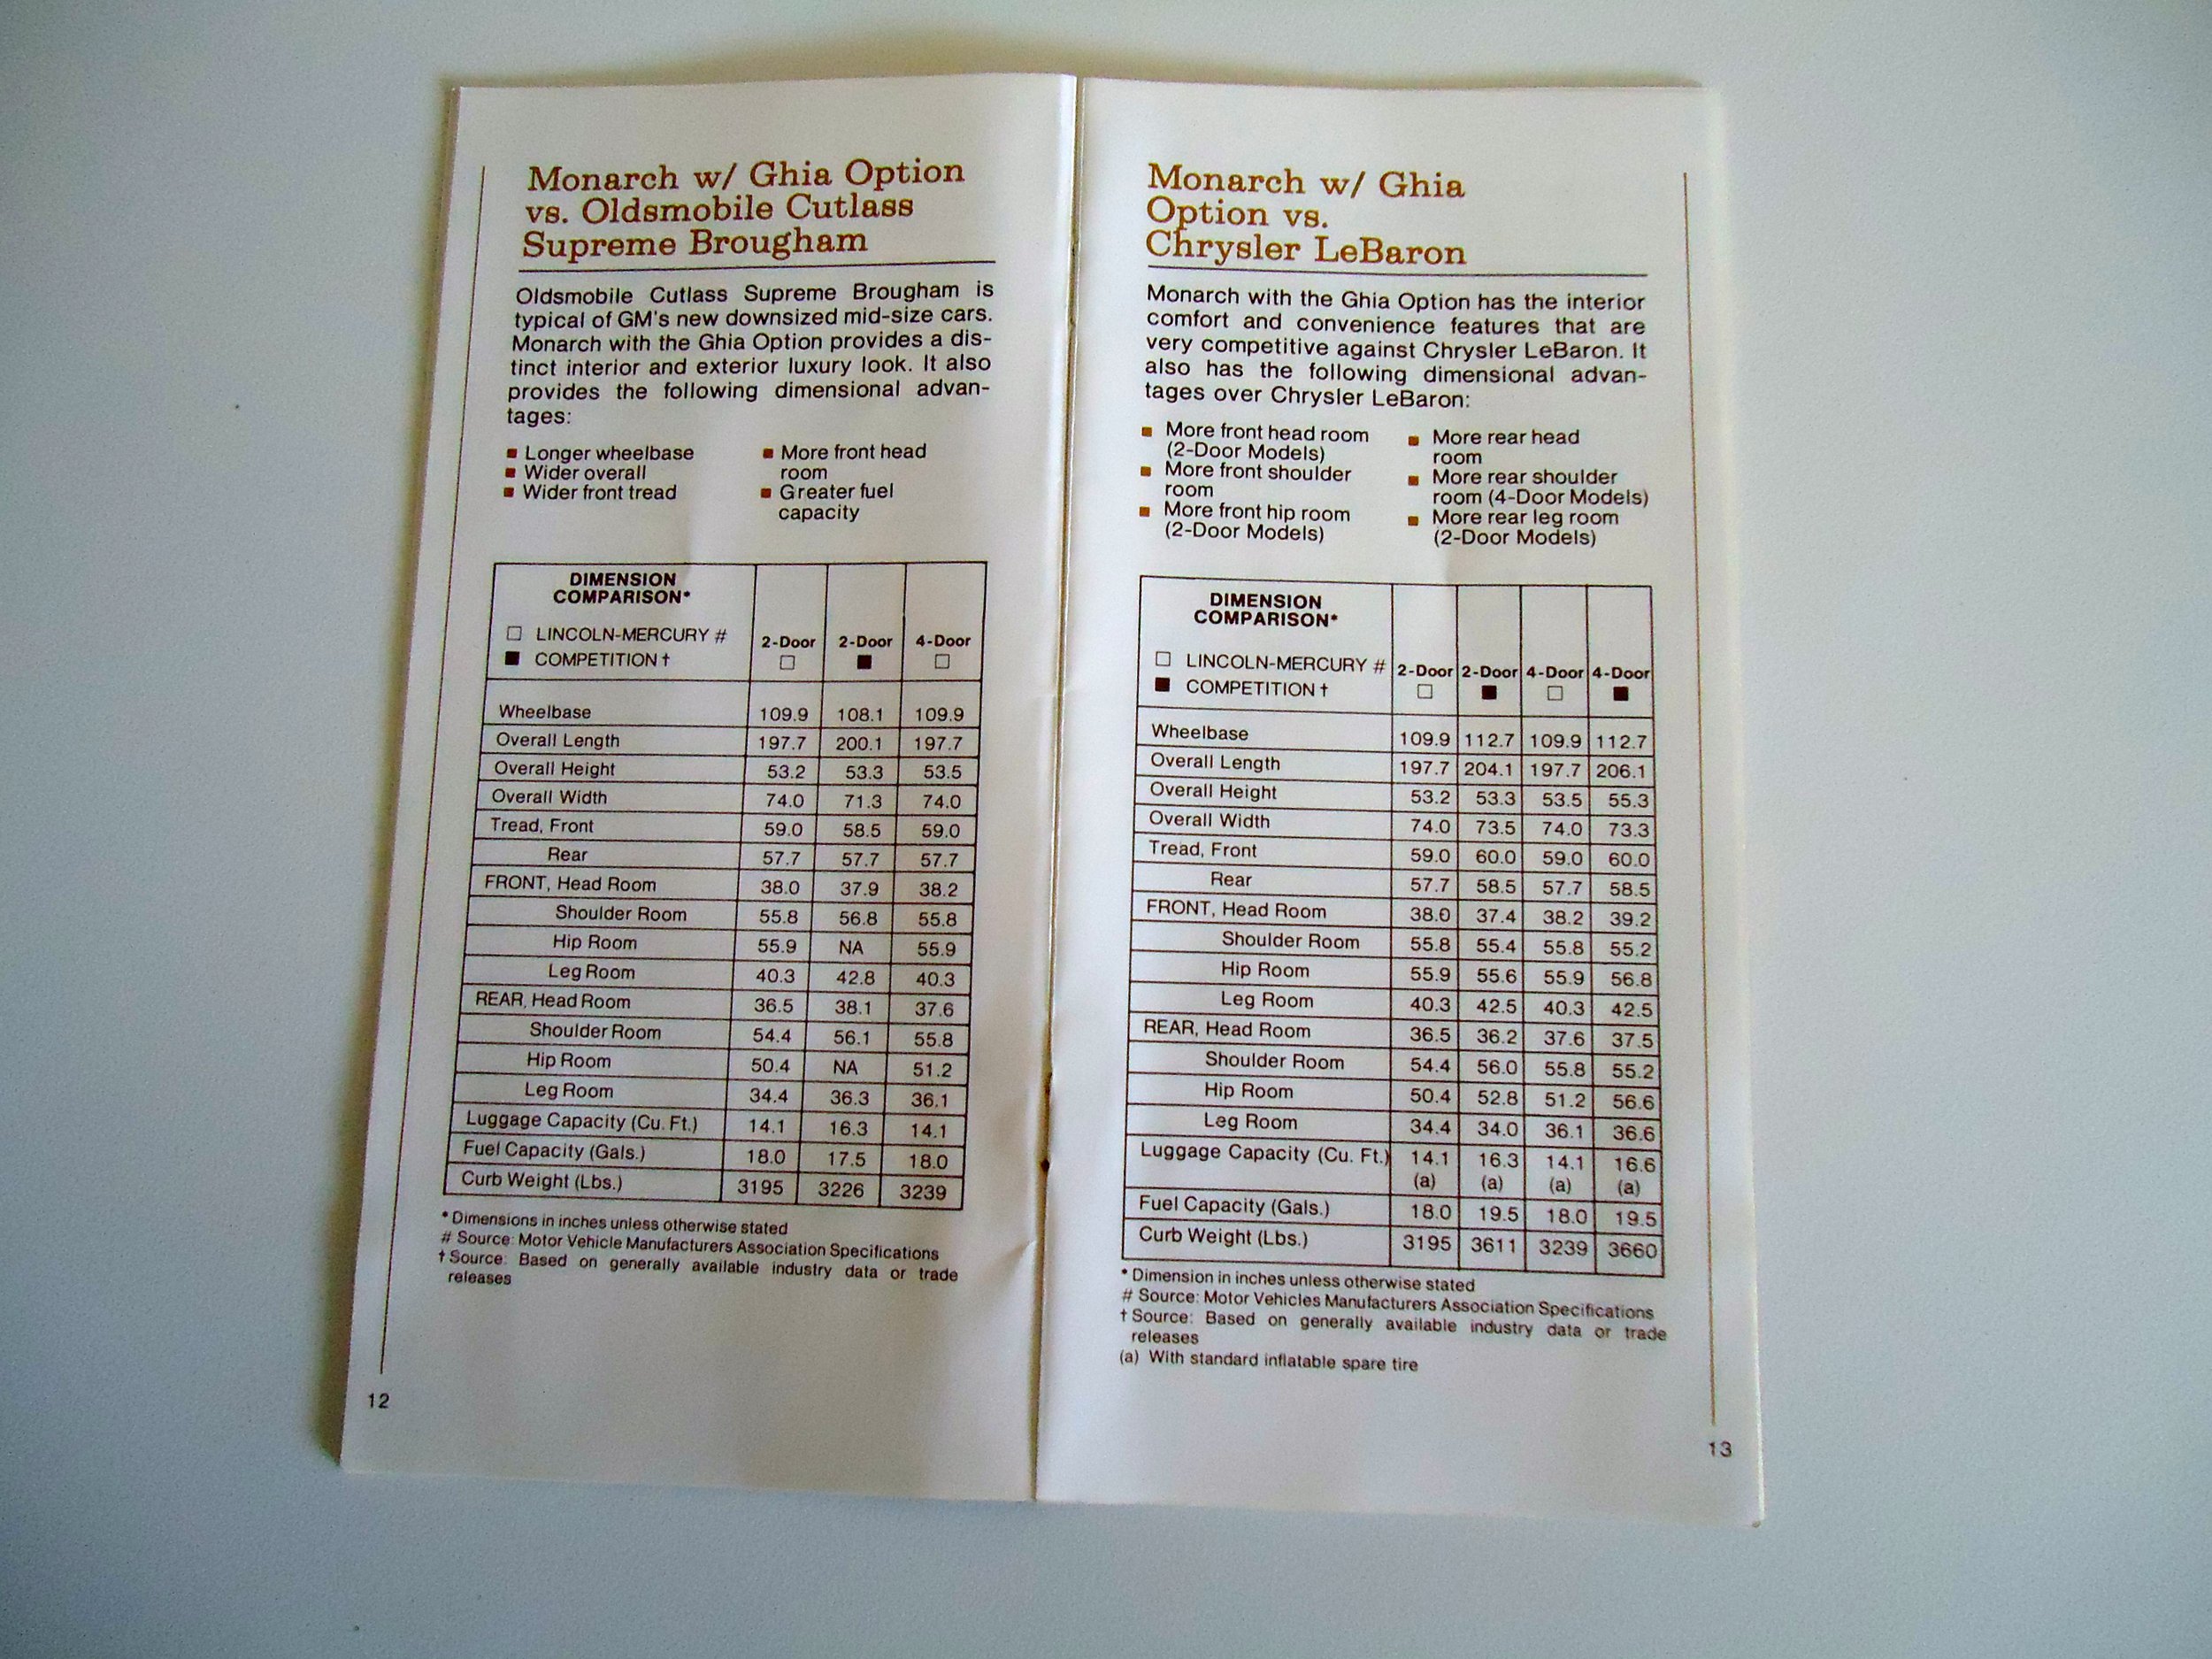 Monarch w/ Ghia Option
vs. Oldsmobile Cutlass
Supreme Brougham
Oldsmobile Cutlass Supreme Brougham is
typical of GM's new downsized mid-size cars.
Monarch with the Ghia Option provides a dis-
tinct interior and exterior luxury look. It also
provides the following dimensional advan-
tages:
■ Longer wheelbase
■ Wider overall
■ Wider front tread
■ More front head
room
■ Greater fuel
capacity
DIMENSION
COMPARISON*
□ LINCOLN-MERCURY #
■ COMPETITION †
2-Door 2-Door 4-Door
□ ■ □
Wheelbase 109.9 108.1 109.9
Overall Length 197.7 200.1 197.7
Overall Height 53.2 53.3 53.5
Overall Width 74.0 71.3 74.0
Tread, Front 59.0 58.5 59.0
Rear 57.7 57.7 57.7
FRONT, Head Room 38.0 37.9 38.2
Shoulder Room 55.8 56.8 55.8
Hip Room 55.9 NA 55.9
Leg Room 40.3 42.8 40.3
REAR, Head Room 36.5 38.1 37.6
Shoulder Room 54.4 56.1 55.8
Hip Room 50.4 NA 51.2
Leg Room 34.4 36.3 36.1
Luggage Capacity (Cu. Ft.) 14.1 16.3 14.1
Fuel Capacity (Gals.) 18.0 17.5 18.0
Curb Weight (Lbs.) 3195 3226 3239
* Dimensions in inches unless otherwise stated
# Source: Motor Vehicle Manufacturers Association Specifications
† Source: Based on generally available industry data or trade
releases
12
Monarch w/ Ghia
Option vs.
Chrysler LeBaron
Monarch with the Ghia Option has the interior
comfort and convenience features that are
very competitive against Chrysler LeBaron. It
also has the following dimensional advan-
tages over Chrysler LeBaron:
■ More front head room
(2-Door Models)
■ More front shoulder
room
■ More front hip room
(2-Door Models)
■ More rear head
room
■ More rear shoulder
room (4-Door Models)
■ More rear leg room
(2-Door Models)
DIMENSION
COMPARISON*
□ LINCOLN-MERCURY #
■ COMPETITION †
2-Door 2-Door 4-Door 4-Door
□ ■ □ ■
Wheelbase 109.9 112.7 109.9 112.7
Overall Length 197.7 204.1 197.7 206.1
Overall Height 53.2 53.3 53.5 55.3
Overall Width 74.0 73.5 74.0 73.3
Tread, Front 59.0 60.0 59.0 60.0
Rear 57.7 58.5 57.7 58.5
FRONT, Head Room 38.0 37.4 38.2 39.2
Shoulder Room 55.8 55.4 55.8 55.2
Hip Room 55.9 55.6 55.9 56.8
Leg Room 40.3 42.5 40.3 42.5
REAR, Head Room 36.5 36.2 37.6 37.5
Shoulder Room 54.4 56.0 55.8 55.2
Hip Room 50.4 52.8 51.2 56.6
Leg Room 34.4 34.0 36.1 36.6
Luggage Capacity (Cu. Ft.) 14.1 16.3 14.1 16.6
(a) (a) (a) (a)
Fuel Capacity (Gals.) 18.0 19.5 18.0 19.5
Curb Weight (Lbs.) 3195 3611 3239 3660
* Dimension in inches unless otherwise stated
# Source: Motor Vehicles Manufacturers Association Specifications
† Source: Based on generally available industry data or trade
releases
(a) With standard inflatable spare tire
13